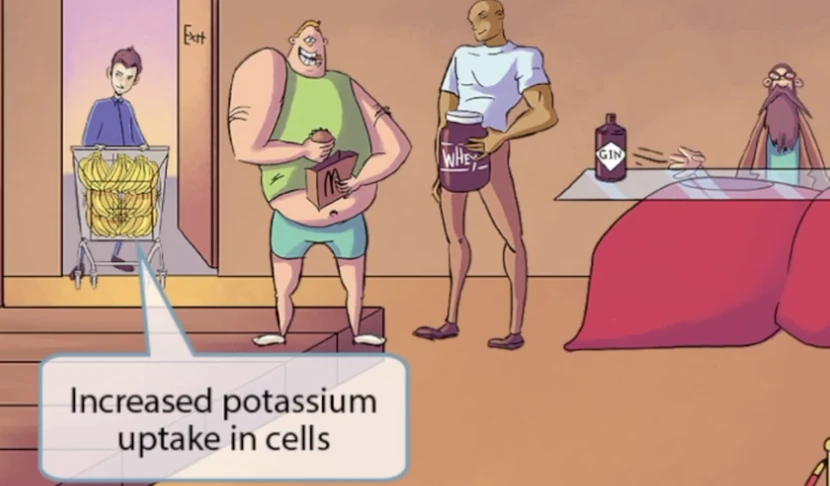 Exit
WHEY
GIN
M
Increased potassium
uptake in cells